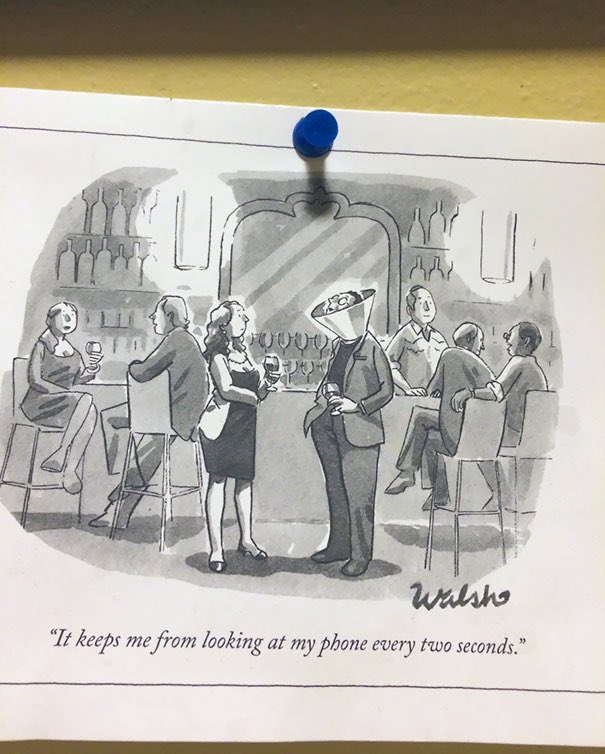 Walsh
“It keeps me from looking at my phone every two seconds.”